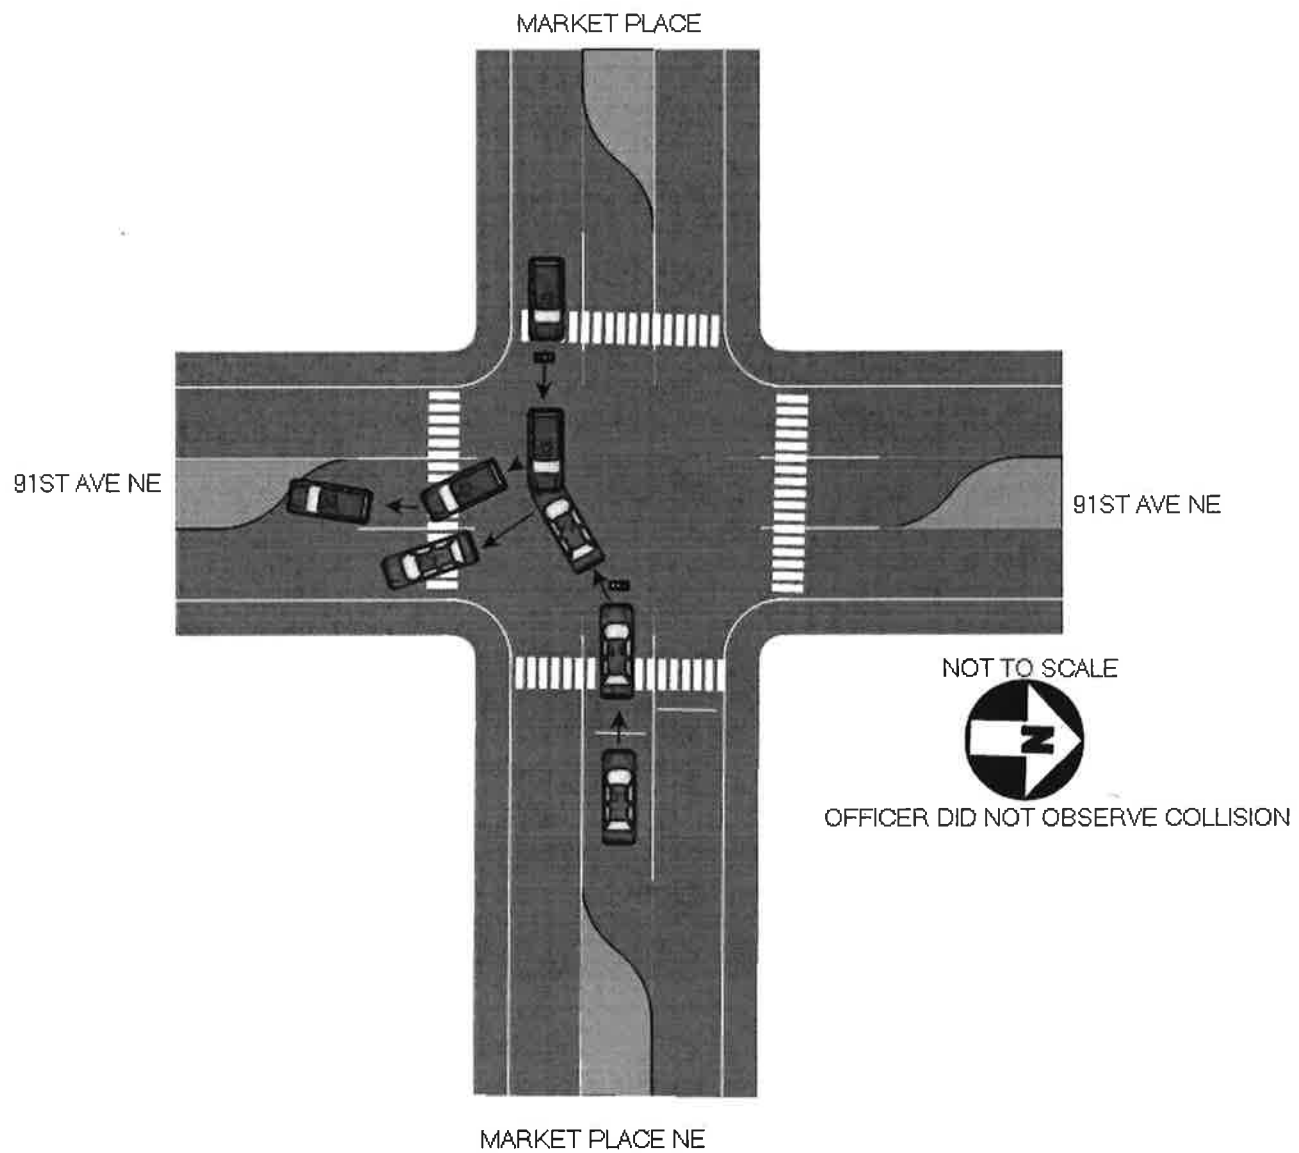 MARKET PLACE
91ST AVE NE
91ST AVE NE
NOT TO SCALE
N
OFFICER DID NOT OBSERVE COLLISION
MARKET PLACE NE